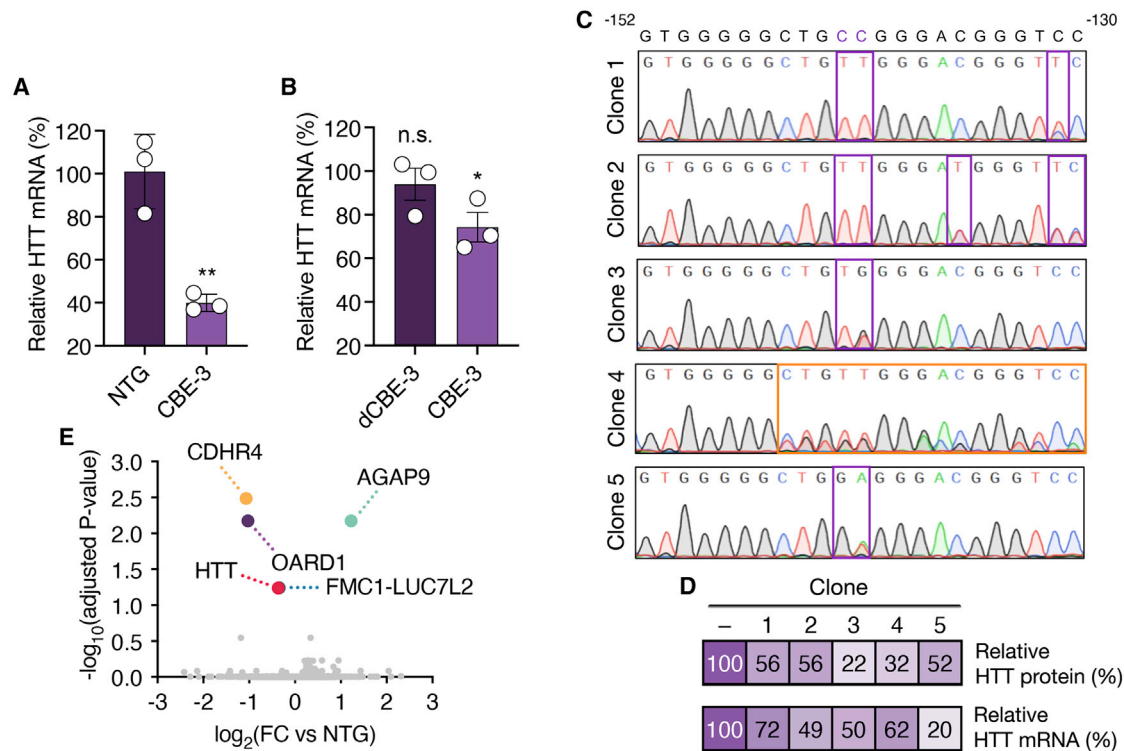 A
Relative HTT mRNA (%)
120
100
80
60
40
20
**
NTG
CBE-3
B
Relative HTT mRNA (%)
120
100
80
60
40
20
n.s.
*
dCBE-3
CBE-3
C
-152
-130
G T G G G G G C T G C C G G G A C G G G T C C
Clone 1
G T G G G G G C T G T T G G G A C G G G T T C
Clone 2
G T G G G G G C T G T T G G G A T G G G T T C
Clone 3
G T G G G G G C T G T G G G G A C G G G T C C
Clone 4
G T G G G G G C T G T T G G G A C G G G T C C
Clone 5
G T G G G G G C T G G A G G G A C G G G T C C
D
Clone
– 1 2 3 4 5
100 56 56 22 32 52
Relative
HTT protein (%)
100 72 49 50 62 20
Relative
HTT mRNA (%)
E
-log10(adjusted P-value)
3.0
2.5
2.0
1.5
1.0
0.5
0.0
CDHR4
AGAP9
OARD1
HTT
FMC1-LUC7L2
-3 -2 -1 0 1 2 3
log2(FC vs NTG)